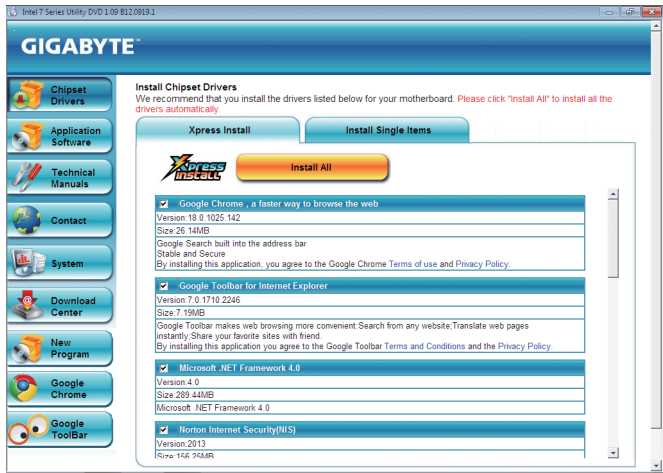 Intel 7 Series Utility DVD 1.09 B12.0919.1
GIGABYTE™
Chipset
Drivers
Application
Software
Technical
Manuals
Contact
System
Download
Center
New
Program
Google
Chrome
Google
ToolBar
Install Chipset Drivers
We recommend that you install the drivers listed below for your motherboard. Please click "Install All" to install all the
drivers automatically.
Xpress Install
Install Single Items
Xpress
Install
Install All
Google Chrome , a faster way to browse the web
Version:18.0.1025.142
Size:26.14MB
Google Search built into the address bar
Stable and Secure
By installing this application, you agree to the Google Chrome Terms of use and Privacy Policy.
Google Toolbar for Internet Explorer
Version:7.0.1710.2246
Size:7.19MB
Google Toolbar makes web browsing more convenient:Search from any website;Translate web pages
instantly;Share your favorite sites with friend.
By installing this application you agree to the Google Toolbar Terms and Conditions and the Privacy Policy.
Microsoft .NET Framework 4.0
Version:4.0
Size:289.44MB
Microsoft .NET Framework 4.0
Norton Internet Security(NIS)
Version:2013
Size:156.25MB